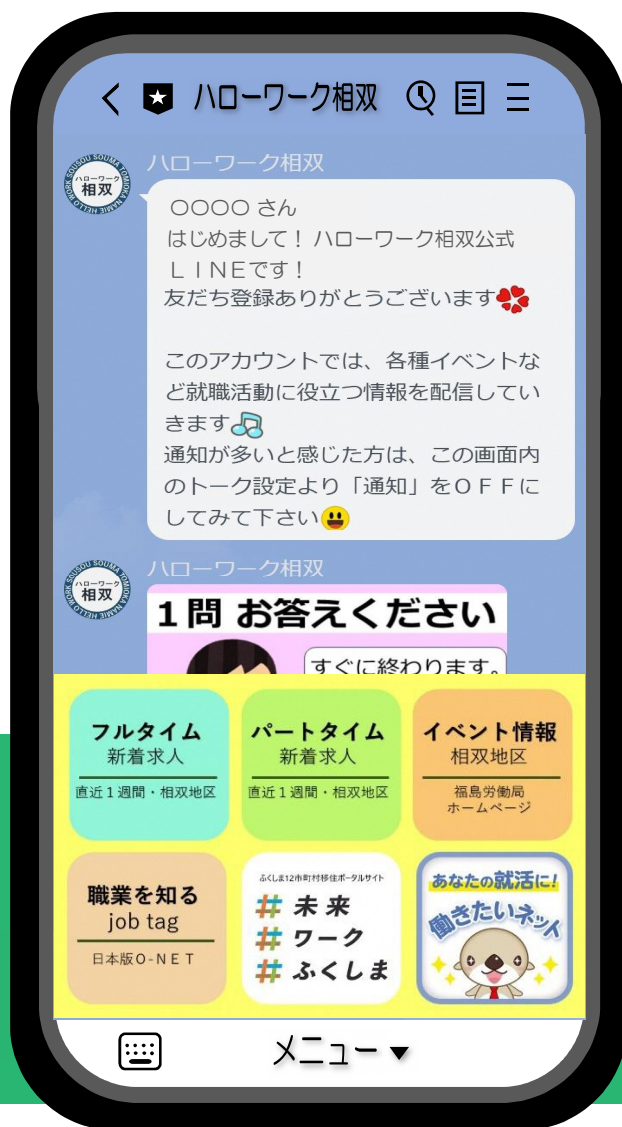 ハローワーク相双
ハローワーク相双
ハローワーク
相双
〇〇〇〇 さん
はじめまして！ ハローワーク相双公式
ＬＩＮＥです！
友だち登録ありがとうございます
このアカウントでは、各種イベントな
ど就職活動に役立つ情報を配信してい
きます
通知が多いと感じた方は、この画面内
のトーク設定より「通知」をＯＦＦに
してみて下さい
ハローワーク相双
ハローワーク
相双
１問 お答えください
すぐに終わります。
フルタイム
新着求人
直近１週間・相双地区
パートタイム
新着求人
直近１週間・相双地区
イベント情報
相双地区
福島労働局
ホームページ
職業を知る
job tag
日本版O-NET
ふくしま12市町村移住ポータルサイト
# 未来
# ワーク
# ふくしま
あなたの就活に!
働きたいネット
メニュー ▼